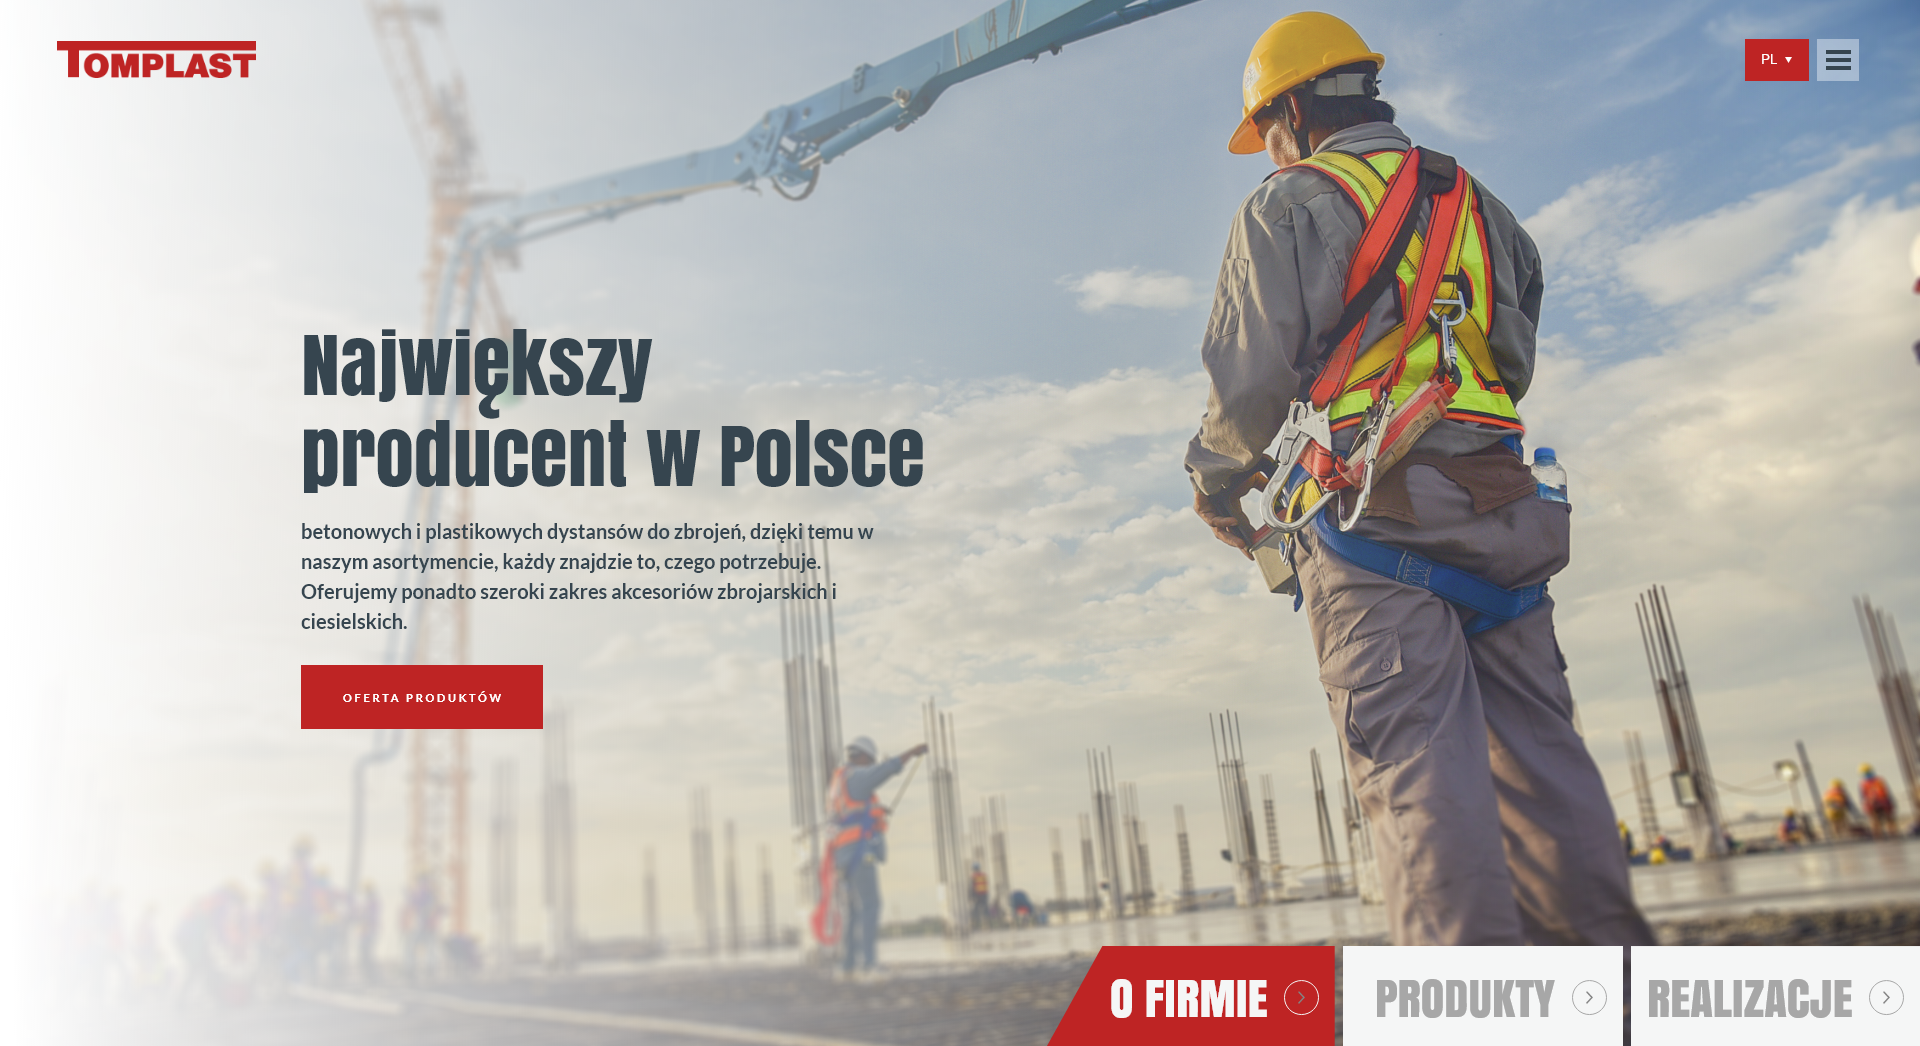 TOMPLAST
PL
Największy
producent w Polsce
betonowych i plastikowych dystansów do zbrojeń, dzięki temu w
naszym asortymencie, każdy znajdzie to, czego potrzebuje.
Oferujemy ponadto szeroki zakres akcesoriów zbrojarskich i
ciesielskich.
OFERTA PRODUKTÓW
O FIRMIE
PRODUKTY
REALIZACJE